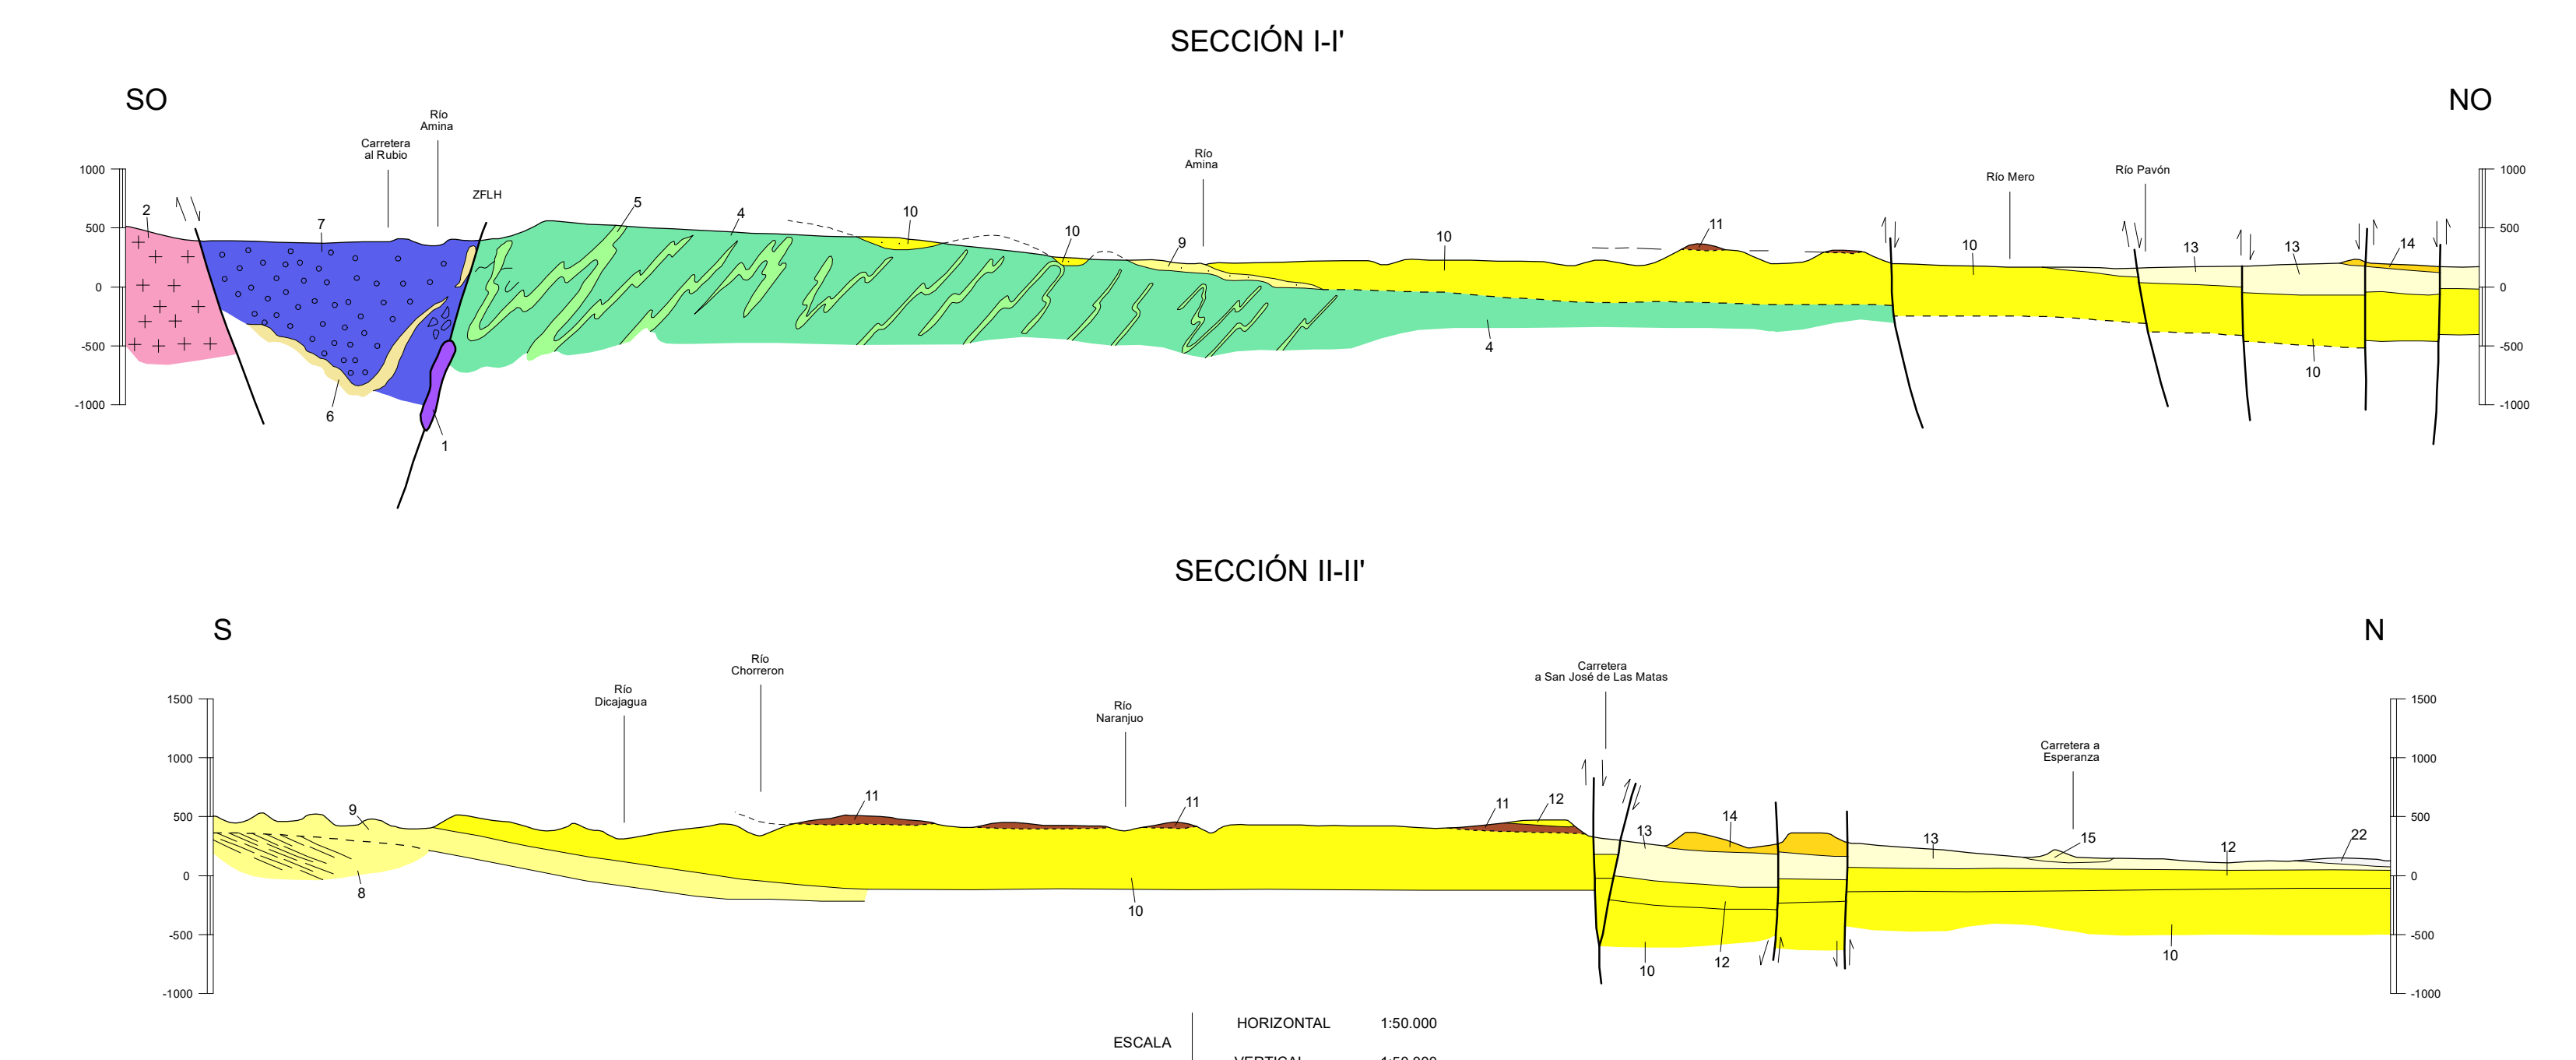 SECCIÓN I-I'
SO
NO
Río
Amina
Carretera
al Rubio
ZFLH
Río
Amina
Río Mero
Río Pavón
1000
500
0
-500
-1000
1000
500
0
-500
-1000
2
7
5
4
10
10
9
10
11
10
13
13
14
4
10
6
1
SECCIÓN II-II'
S
N
Río
Dicajagua
Río
Chorreron
Río
Naranjuo
Carretera
a San José de Las Matas
Carretera a
Esperanza
1500
1000
500
0
-500
-1000
1500
1000
500
0
-500
-1000
9
11
11
11
12
13
14
13
15
12
22
8
10
10
12
10
ESCALA
HORIZONTAL 1:50.000
VERTICAL 1:50.000